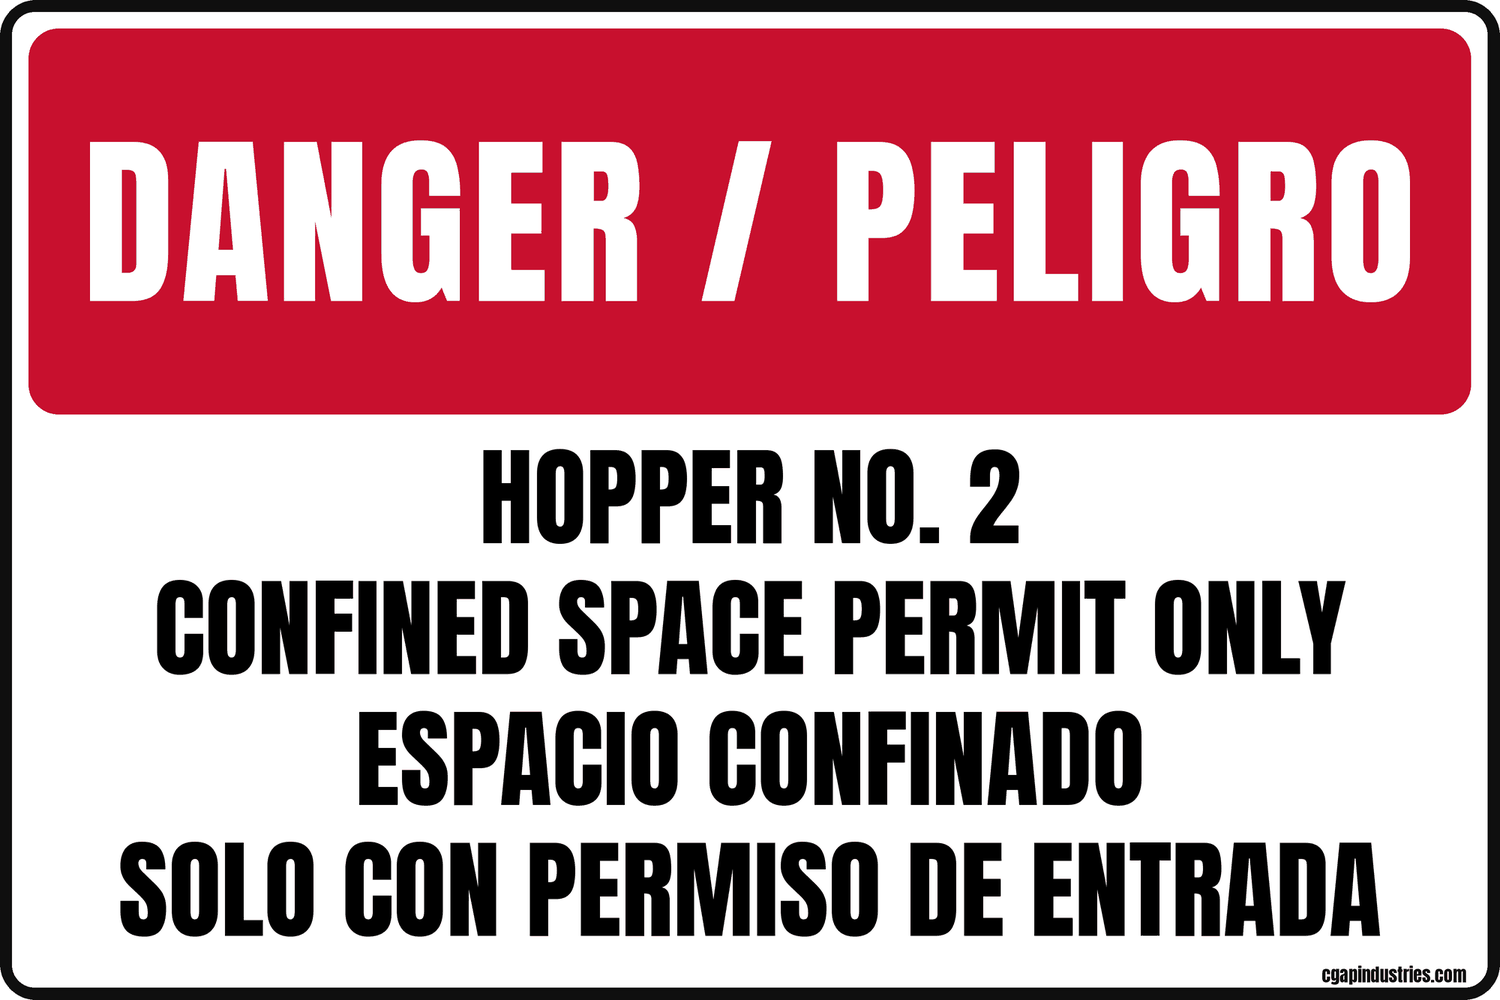 DANGER / PELIGRO
HOPPER NO. 2
CONFINED SPACE PERMIT ONLY
ESPACIO CONFINADO
SOLO CON PERMISO DE ENTRADA
cgapindustries.com